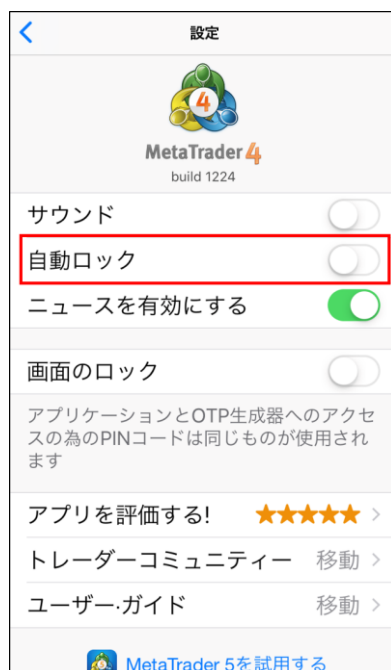 設定
4
MetaTrader 4
build 1224
サウンド
自動ロック
ニュースを有効にする
画面のロック
アプリケーションとOTP生成器へのアクセ
スの為のPINコードは同じものが使用され
ます
アプリを評価する! ★★★★★ >
トレーダーコミュニティー 移動 >
ユーザー·ガイド 移動 >
MetaTrader 5を試用する